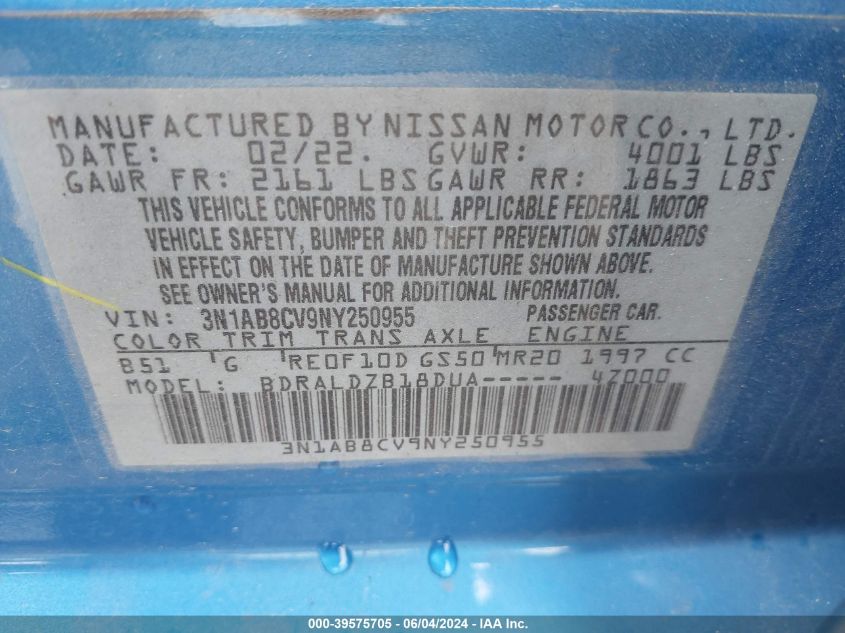 MANUFACTURED BY NISSAN MOTOR CO., LTD.
DATE: 02/22. GVWR: 4001 LBS
GAWR FR: 2161 LBS GAWR RR: 1863 LBS
THIS VEHICLE CONFORMS TO ALL APPLICABLE FEDERAL MOTOR
VEHICLE SAFETY, BUMPER AND THEFT PREVENTION STANDARDS
IN EFFECT ON THE DATE OF MANUFACTURE SHOWN ABOVE.
SEE OWNER'S MANUAL FOR ADDITIONAL INFORMATION.
VIN: 3N1AB8CV9NY250955 PASSENGER CAR.
COLOR TRIM TRANS AXLE ENGINE
B51 'G 'RE0F10D GS50'MR20 1997 CC
MODEL: BDRALDZB18DUA----- 47000
3N1AB8CV9NY250955
000-39575705 - 06/04/2024 - IAA Inc.